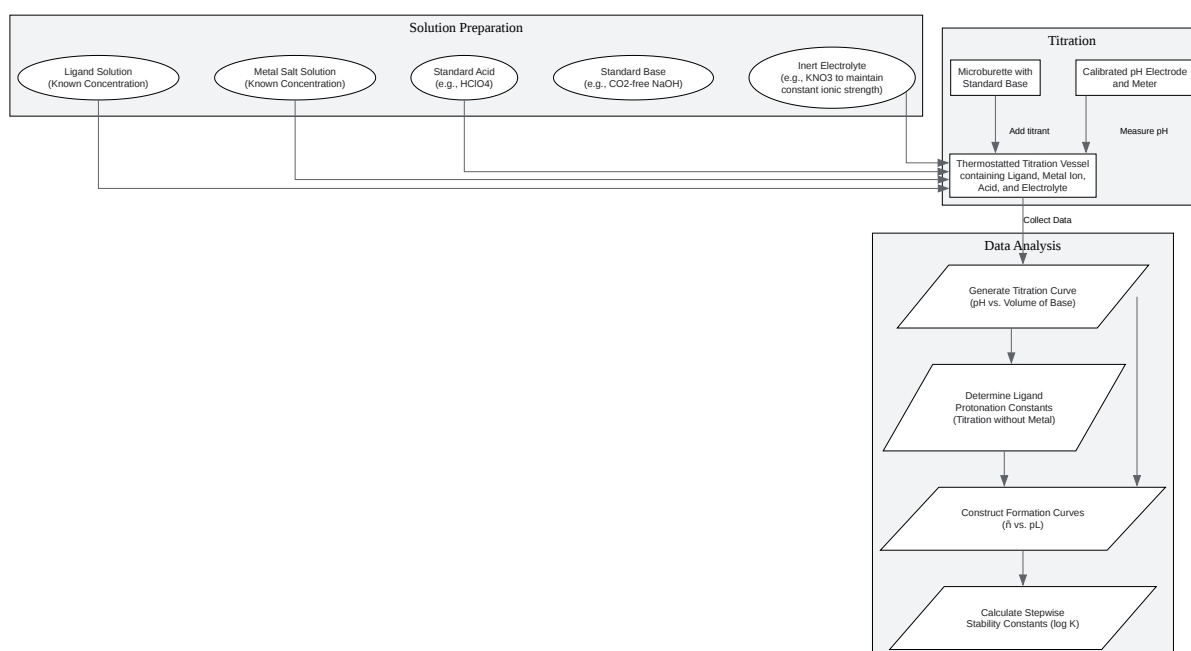 Solution Preparation
Ligand Solution
(Known Concentration)
Metal Salt Solution
(Known Concentration)
Standard Acid
(e.g., HClO4)
Standard Base
(e.g., CO2-free NaOH)
Inert Electrolyte
(e.g., KNO3 to maintain
constant ionic strength)
Titration
Microburette with
Standard Base
Calibrated pH Electrode
and Meter
Add titrant
Measure pH
Thermostatted Titration Vessel
containing Ligand, Metal Ion,
Acid, and Electrolyte
Collect Data
Data Analysis
Generate Titration Curve
(pH vs. Volume of Base)
Determine Ligand
Protonation Constants
(Titration without Metal)
Construct Formation Curves
(ñ vs. pL)
Calculate Stepwise
Stability Constants (log K)